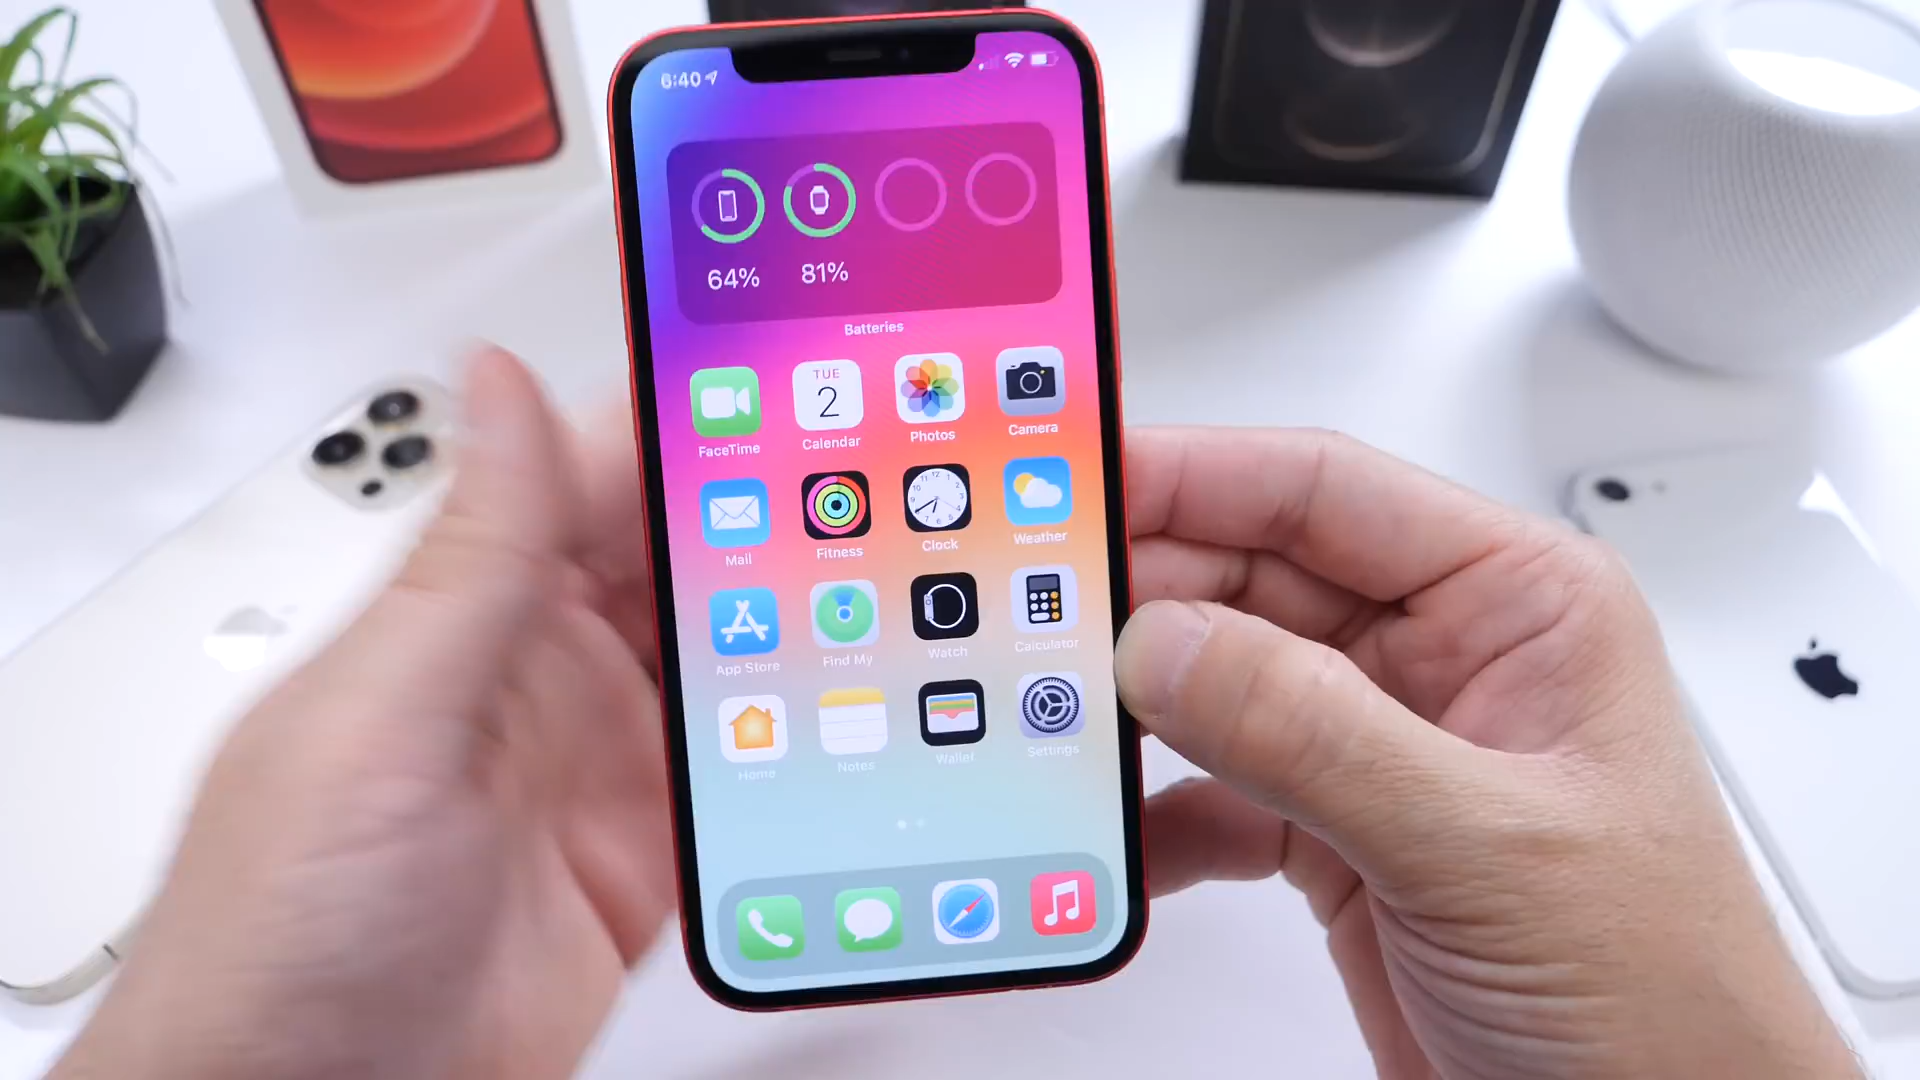 6:40
64% 81%
Batteries
FaceTime TUE 2 Calendar Photos Camera
Mail Fitness Clock Weather
App Store Find My Watch Calculator
Home Notes Wallet Settings